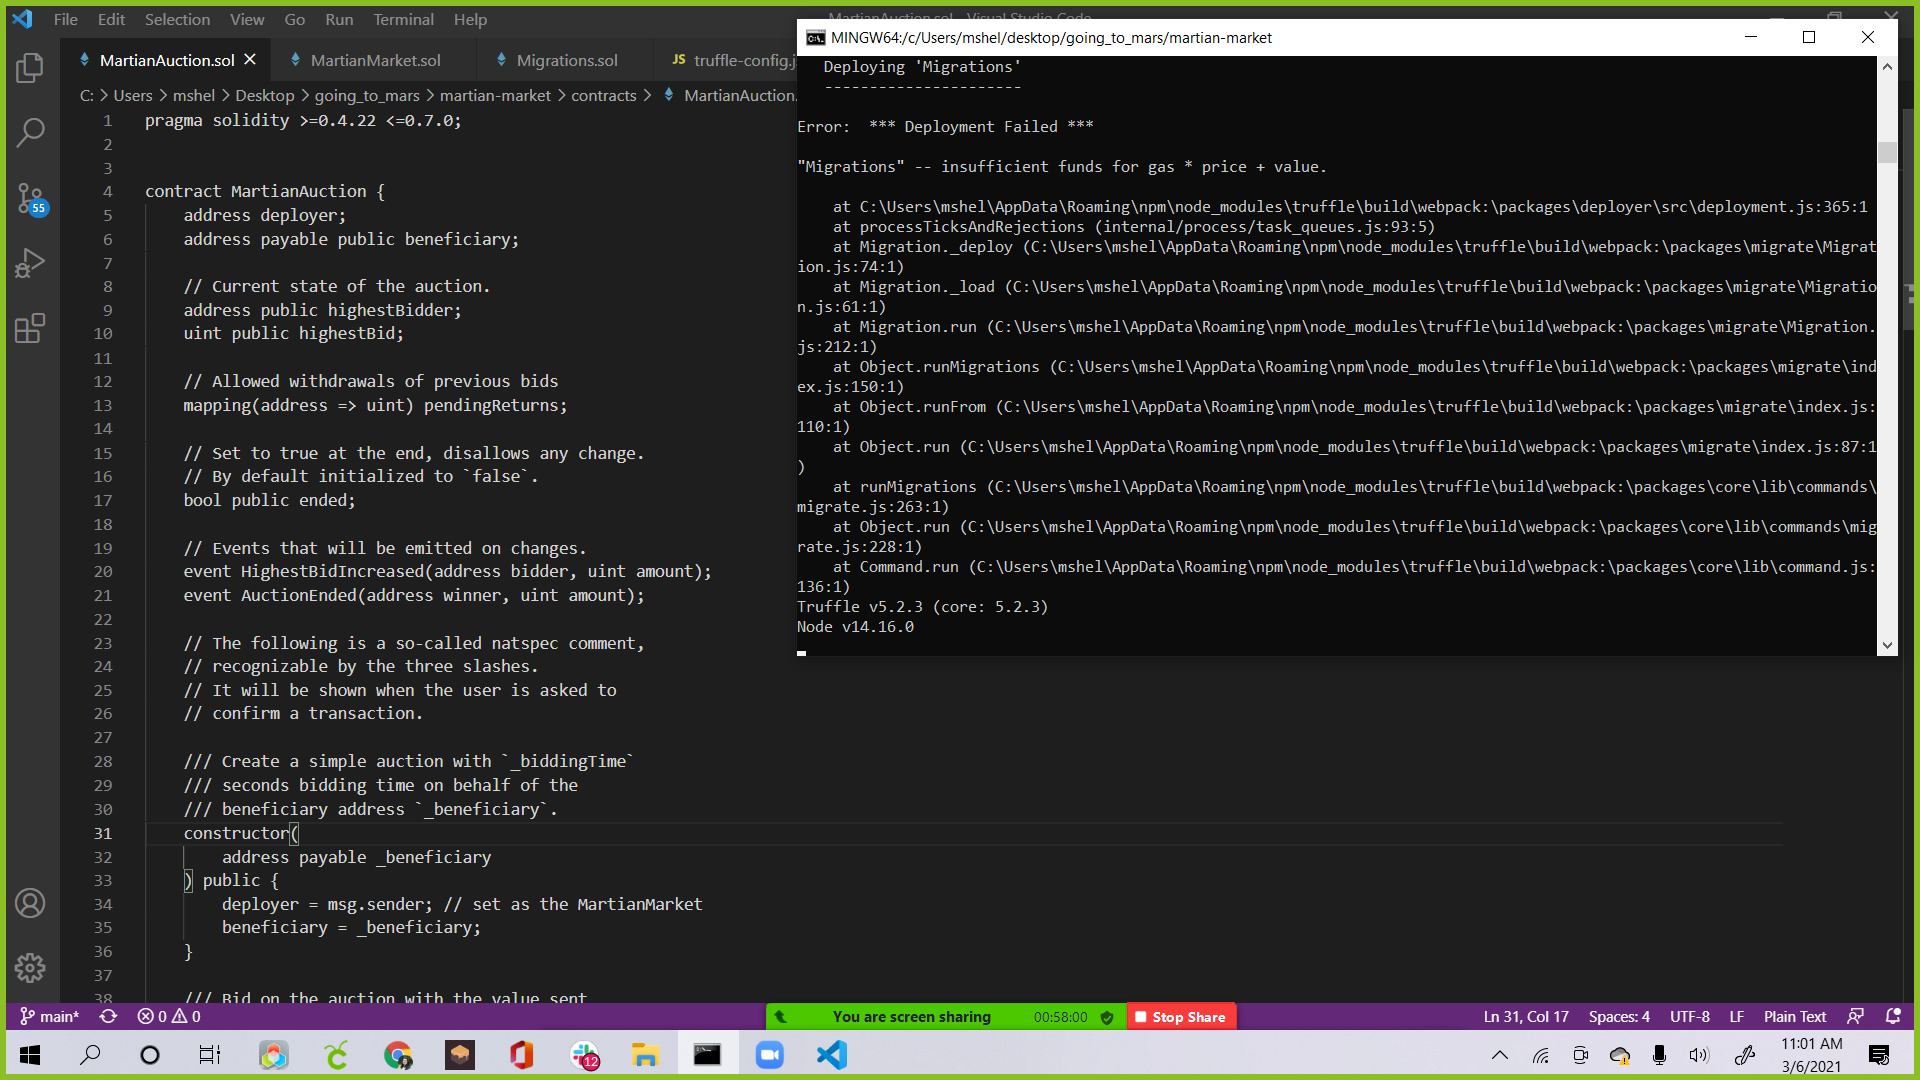 File Edit Selection View Go Run Terminal Help
MartianAuction.sol - Visual Studio Code
MartianAuction.sol
MartianMarket.sol
Migrations.sol
JS truffle-config.j
C: > Users > mshel > Desktop > going_to_mars > martian-market > contracts > MartianAuction.
1 pragma solidity >=0.4.22 <=0.7.0;
2
3
4 contract MartianAuction {
5 address deployer;
6 address payable public beneficiary;
7
8 // Current state of the auction.
9 address public highestBidder;
10 uint public highestBid;
11
12 // Allowed withdrawals of previous bids
13 mapping(address => uint) pendingReturns;
14
15 // Set to true at the end, disallows any change.
16 // By default initialized to `false`.
17 bool public ended;
18
19 // Events that will be emitted on changes.
20 event HighestBidIncreased(address bidder, uint amount);
21 event AuctionEnded(address winner, uint amount);
22
23 // The following is a so-called natspec comment,
24 // recognizable by the three slashes.
25 // It will be shown when the user is asked to
26 // confirm a transaction.
27
28 /// Create a simple auction with `_biddingTime`
29 /// seconds bidding time on behalf of the
30 /// beneficiary address `_beneficiary`.
31 constructor(
32 address payable _beneficiary
33 ) public {
34 deployer = msg.sender; // set as the MartianMarket
35 beneficiary = _beneficiary;
36 }
37
38 /// Bid on the auction with the value sent
MINGW64:/c/Users/mshel/desktop/going_to_mars/martian-market
Deploying 'Migrations'
----------------------
Error:  *** Deployment Failed ***
"Migrations" -- insufficient funds for gas * price + value.
at C:\Users\mshel\AppData\Roaming\npm\node_modules\truffle\build\webpack:\packages\deployer\src\deployment.js:365:1
at processTicksAndRejections (internal/process/task_queues.js:93:5)
at Migration._deploy (C:\Users\mshel\AppData\Roaming\npm\node_modules\truffle\build\webpack:\packages\migrate\Migrat
ion.js:74:1)
at Migration._load (C:\Users\mshel\AppData\Roaming\npm\node_modules\truffle\build\webpack:\packages\migrate\Migratio
n.js:61:1)
at Migration.run (C:\Users\mshel\AppData\Roaming\npm\node_modules\truffle\build\webpack:\packages\migrate\Migration.
js:212:1)
at Object.runMigrations (C:\Users\mshel\AppData\Roaming\npm\node_modules\truffle\build\webpack:\packages\migrate\ind
ex.js:150:1)
at Object.runFrom (C:\Users\mshel\AppData\Roaming\npm\node_modules\truffle\build\webpack:\packages\migrate\index.js:
110:1)
at Object.run (C:\Users\mshel\AppData\Roaming\npm\node_modules\truffle\build\webpack:\packages\migrate\index.js:87:1
)
at runMigrations (C:\Users\mshel\AppData\Roaming\npm\node_modules\truffle\build\webpack:\packages\core\lib\commands\
migrate.js:263:1)
at Object.run (C:\Users\mshel\AppData\Roaming\npm\node_modules\truffle\build\webpack:\packages\core\lib\commands\mig
rate.js:228:1)
at Command.run (C:\Users\mshel\AppData\Roaming\npm\node_modules\truffle\build\webpack:\packages\core\lib\command.js:
136:1)
Truffle v5.2.3 (core: 5.2.3)
Node v14.16.0
55
main* 0 0
You are screen sharing 00:58:00 Stop Share
Ln 31, Col 17 Spaces: 4 UTF-8 LF Plain Text
12
11:01 AM
3/6/2021